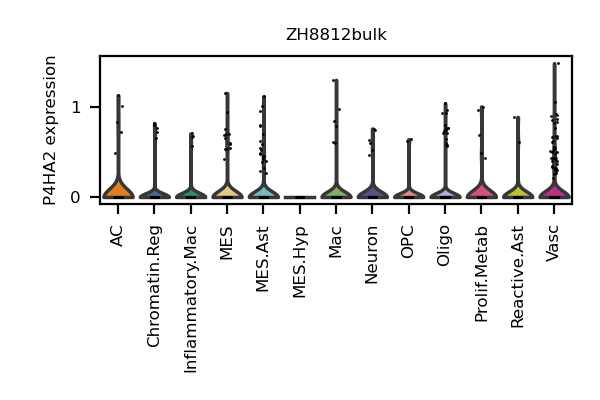 ZH8812bulk
P4HA2 expression
1
0
AC
Chromatin.Reg
Inflammatory.Mac
MES
MES.Ast
MES.Hyp
Mac
Neuron
OPC
Oligo
Prolif.Metab
Reactive.Ast
Vasc